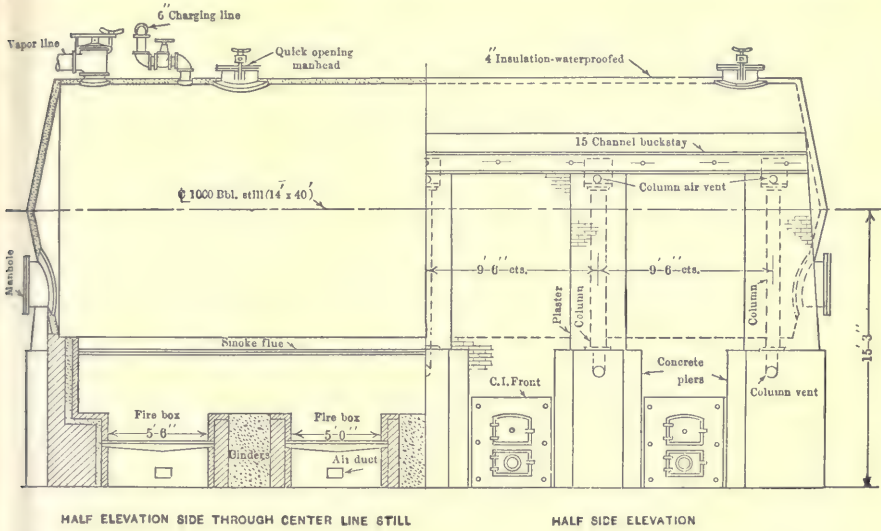 6" Charging line
Vapor line
Quick opening
manhead
4" Insulation-waterproofed
15 Channel buckstay
℄ 1000 Bbl. still (14' x 40')
Column air vent
Manhole
9'-6" cts.
9'-6" cts.
Plaster
Column
Column
15'-3"
Smoke flue
C.I. Front
Concrete
piers
Column vent
Fire box
5'-6"
Fire box
5'-0"
Binders
Air duct
HALF ELEVATION SIDE THROUGH CENTER LINE STILL
HALF SIDE ELEVATION